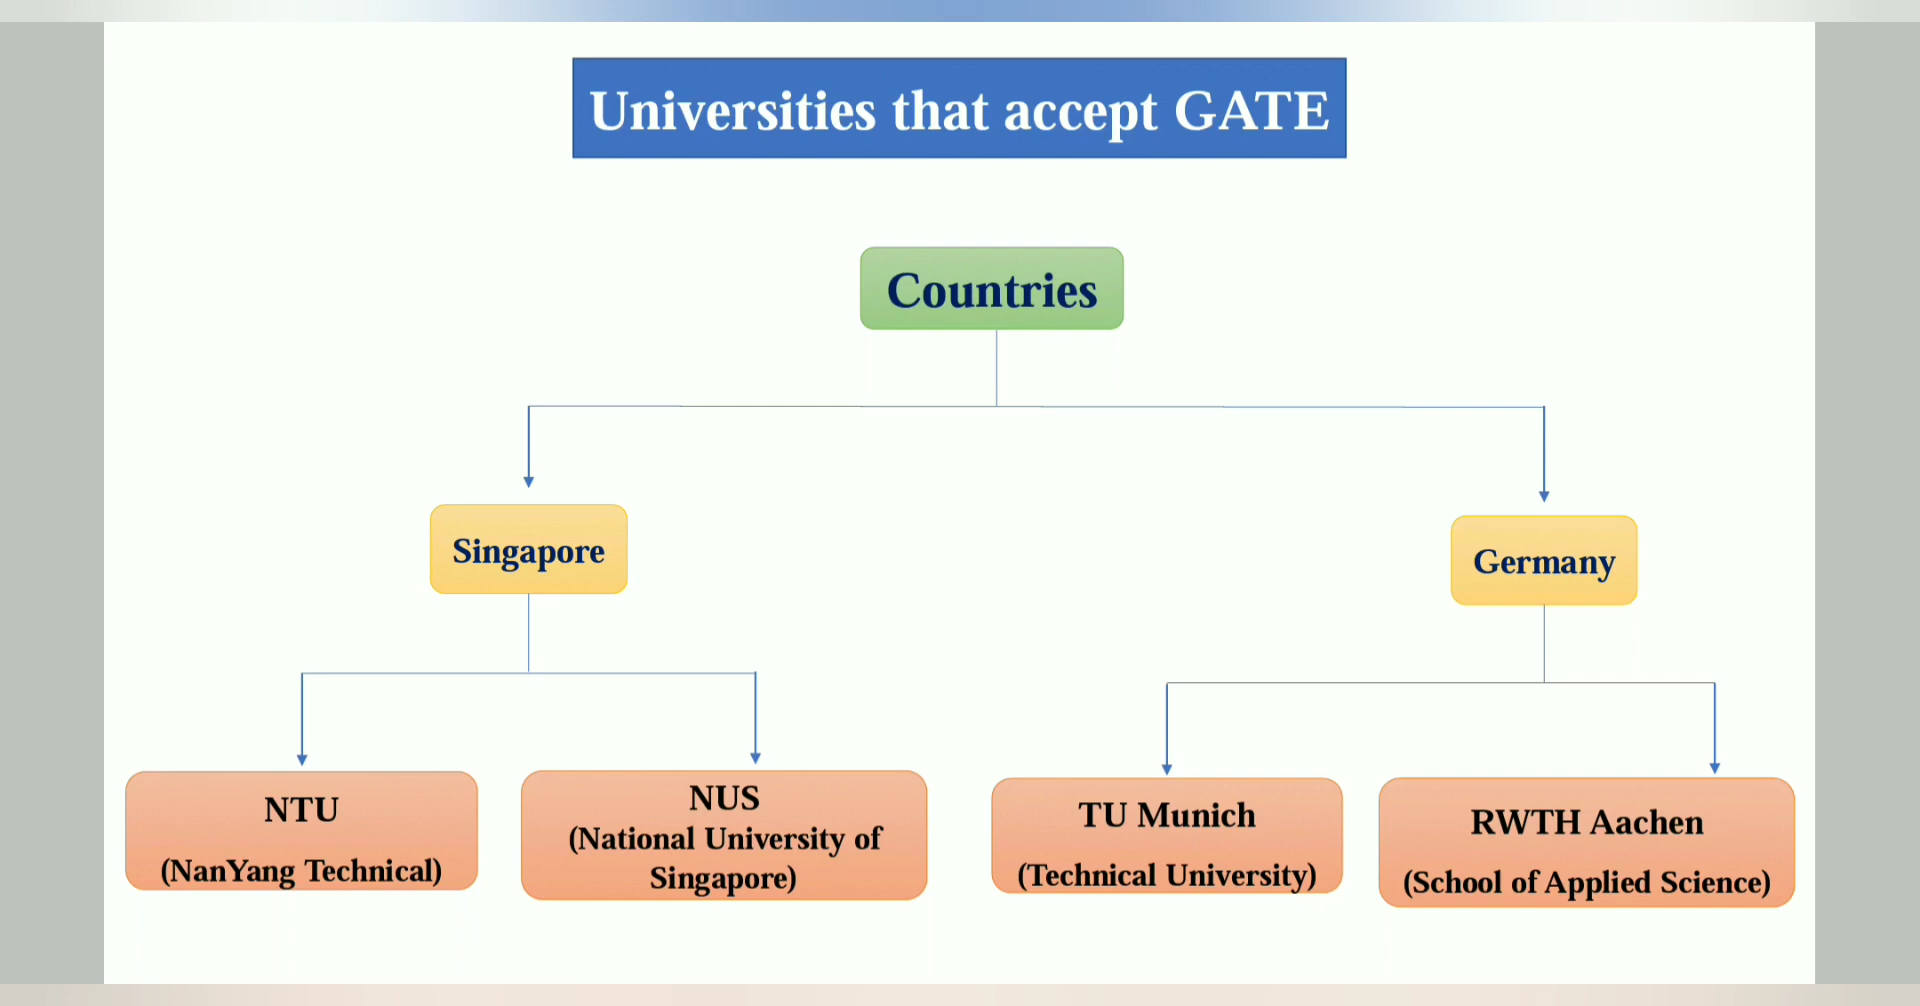 Universities that accept GATE
Countries
Singapore
Germany
NTU
(NanYang Technical)
NUS
(National University of
Singapore)
TU Munich
(Technical University)
RWTH Aachen
(School of Applied Science)